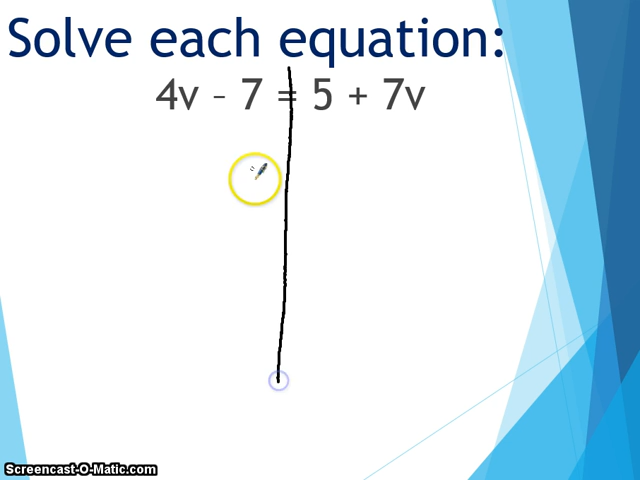 Solve each equation:
4v – 7 = 5 + 7v
Screencast-O-Matic.com